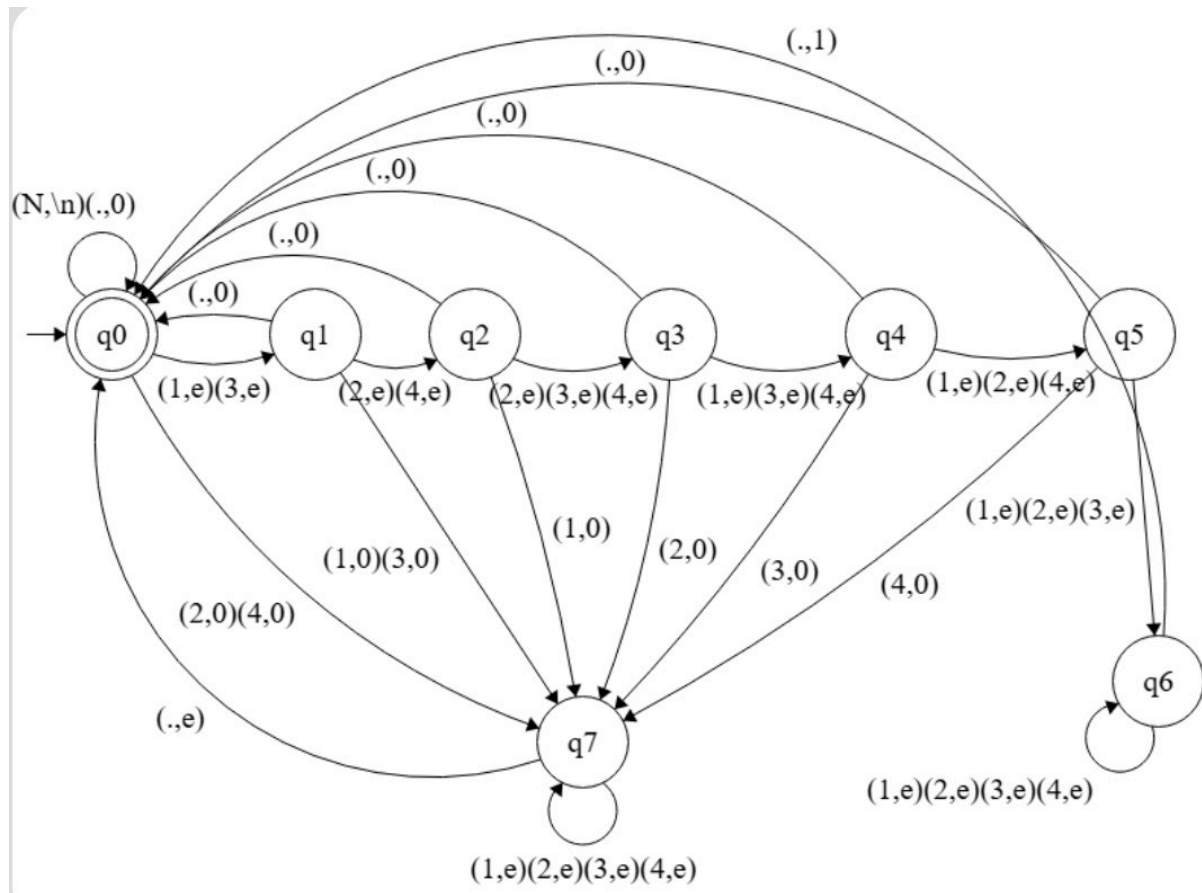 (.,1)
(.,0)
(.,0)
(.,0)
(N,\n)(.,0)
(.,0)
(.,0)
q0
q1
q2
q3
q4
q5
(1,e)(3,e)
(2,e)(4,e)
(2,e)(3,e)(4,e)
(1,e)(3,e)(4,e)
(1,e)(2,e)(4,e)
(1,e)(2,e)(3,e)
(1,0)(3,0)
(1,0)
(2,0)
(3,0)
(4,0)
(2,0)(4,0)
q6
(.,e)
q7
(1,e)(2,e)(3,e)(4,e)
(1,e)(2,e)(3,e)(4,e)